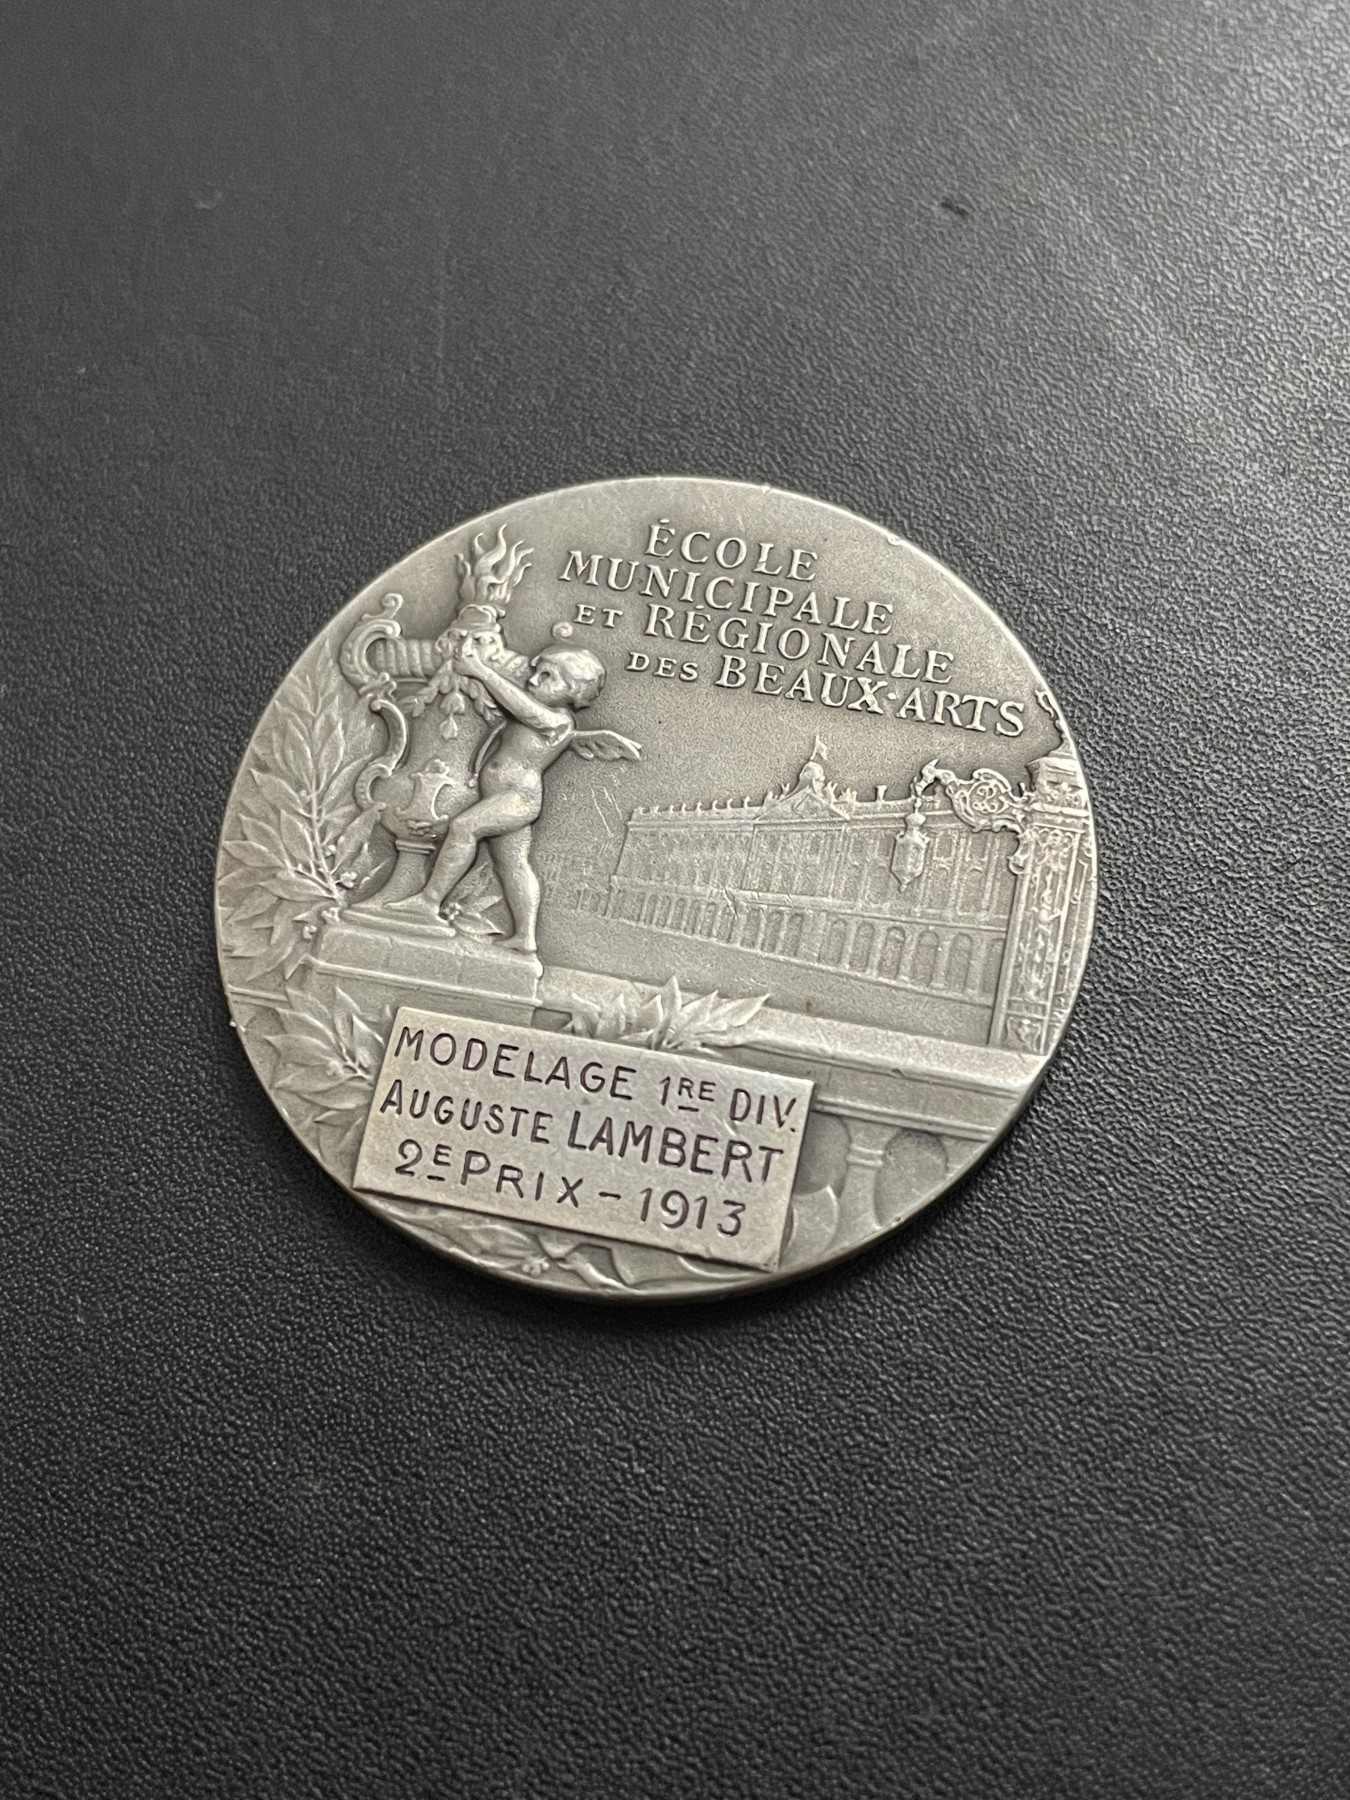 ÉCOLE
MUNICIPALE
ET RÉGIONALE
DES BEAUX-ARTS
MODELAGE 1RE DIV.
AUGUSTE LAMBERT
2E PRIX - 1913